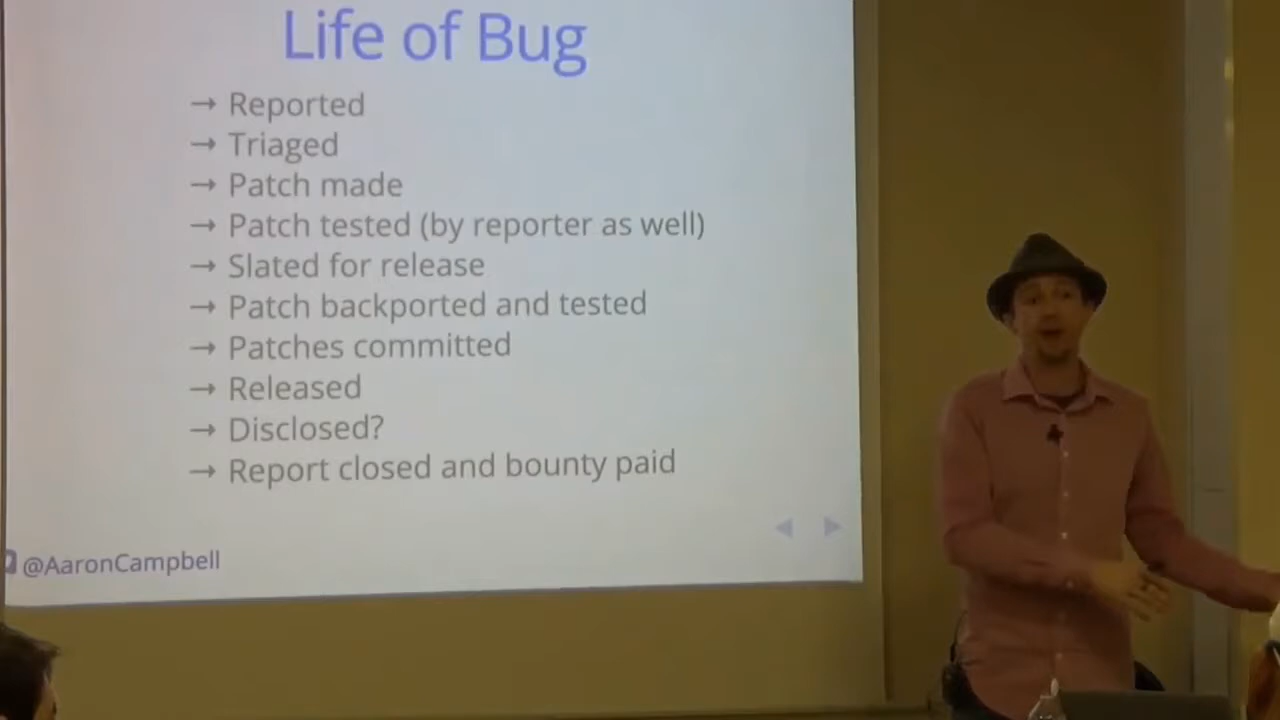 Life of Bug
→ Reported
→ Triaged
→ Patch made
→ Patch tested (by reporter as well)
→ Slated for release
→ Patch backported and tested
→ Patches committed
→ Released
→ Disclosed?
→ Report closed and bounty paid
@AaronCampbell